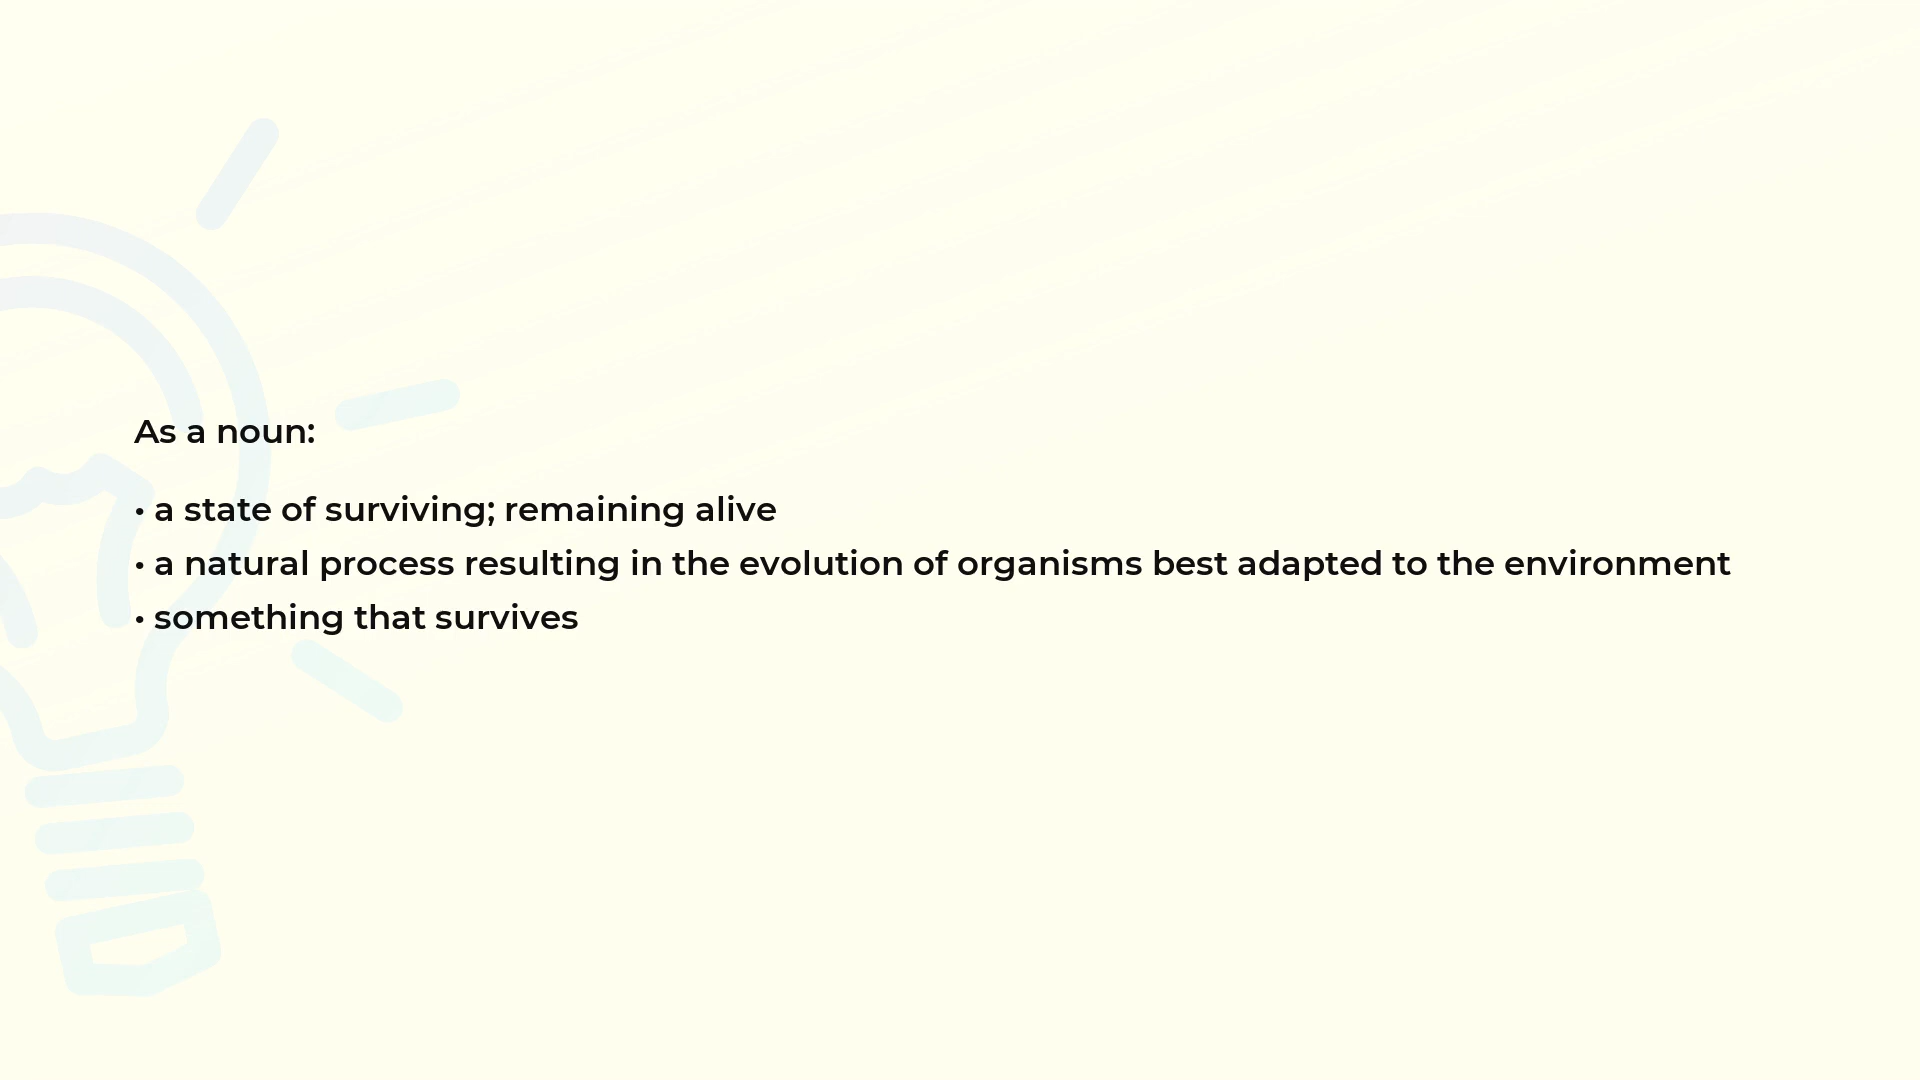 As a noun:
• a state of surviving; remaining alive
• a natural process resulting in the evolution of organisms best adapted to the environment
• something that survives